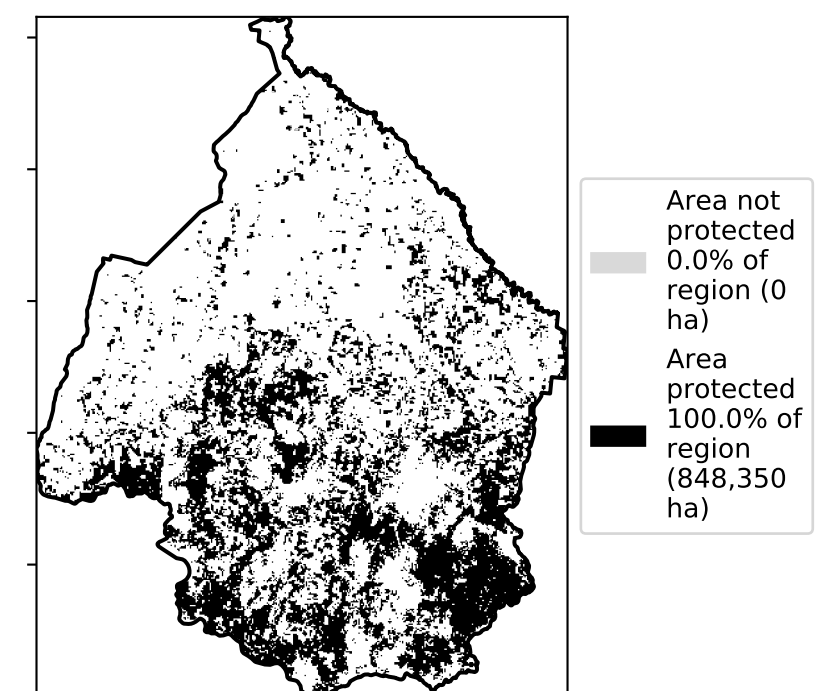 Area not
protected
0.0% of
region (0
ha)
Area
protected
100.0% of
region
(848,350
ha)